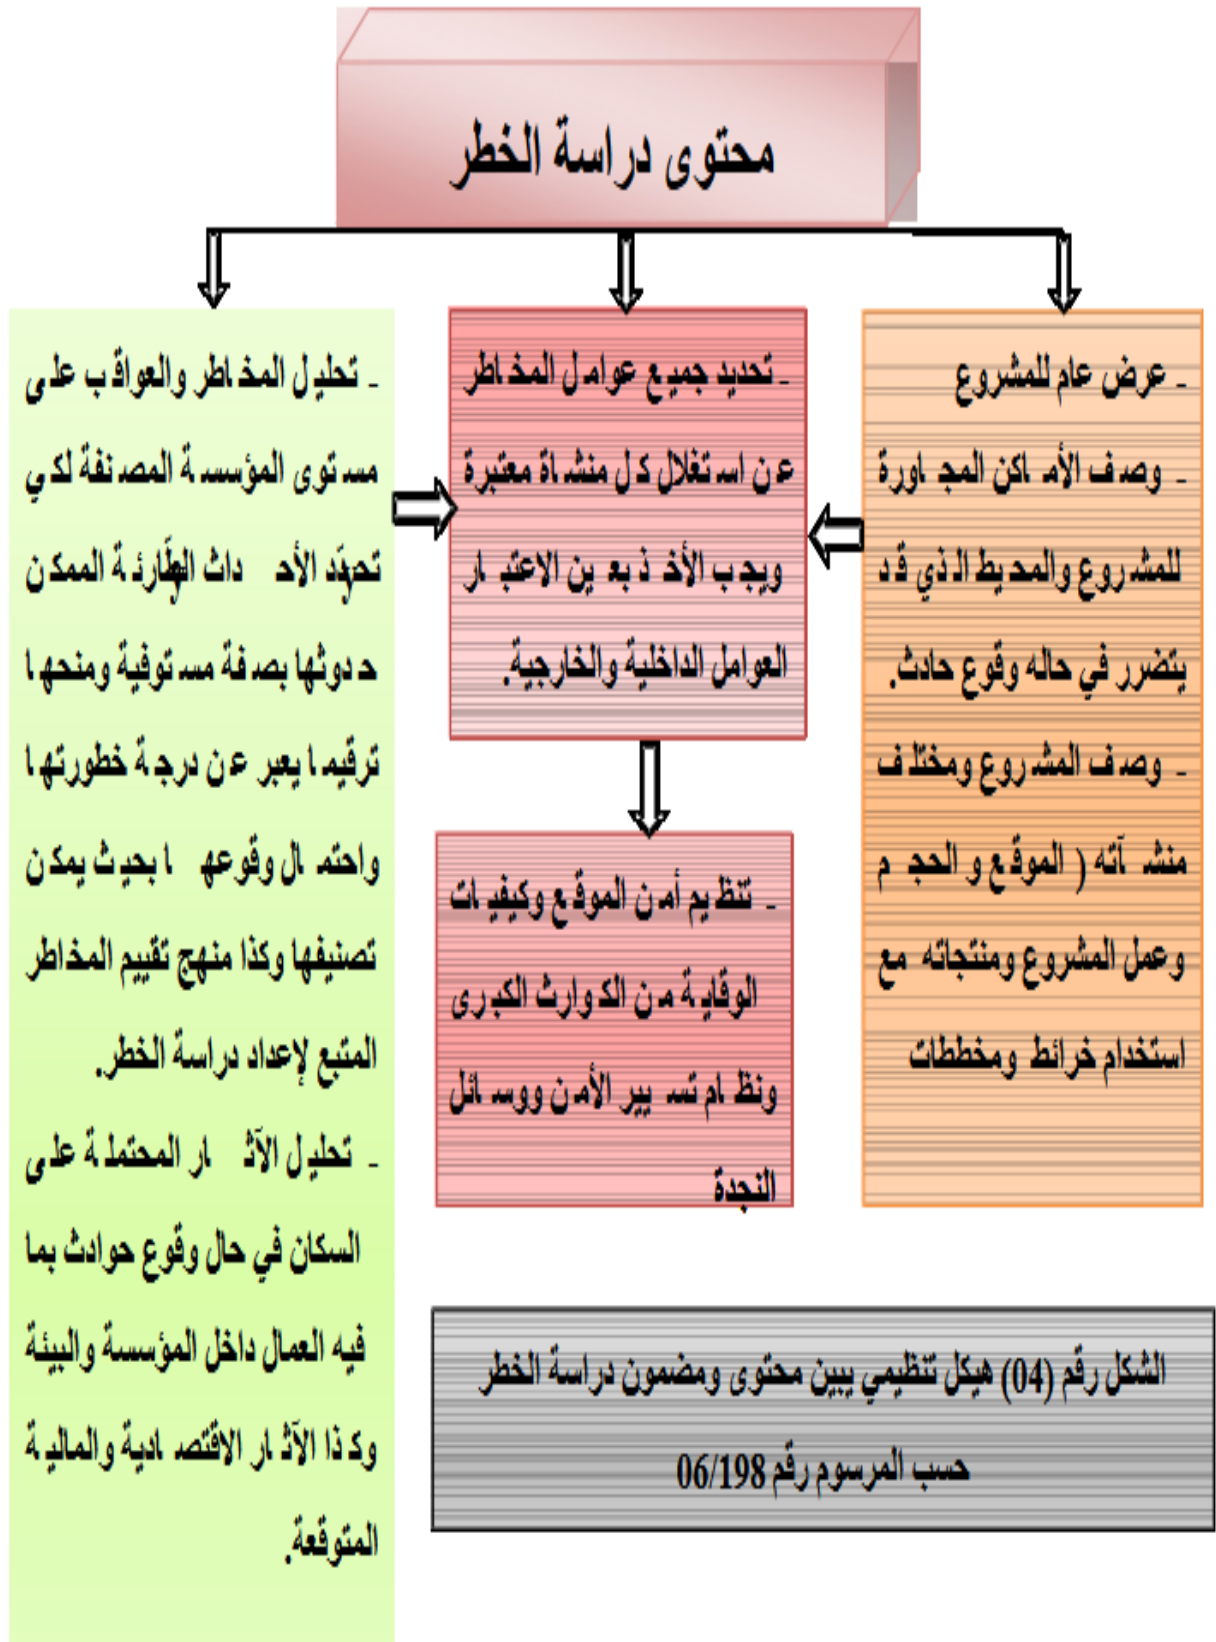 محتوى دراسة الخطر
- عرض عام للمشروع
- وصف الأماكن المجاورة
للمشروع والمحيط الذي قد
يتضرر في حاله وقوع حادث.
- وصف المشروع ومختلف
منشآته ( الموقع و الحجم
وعمل المشروع ومنتجاته مع
استخدام خرائط ومخططات
- تحديد جميع عوامل المخاطر
عن استغلال كل منشاة معتبرة
ويجب الأخذ بعين الاعتبار
العوامل الداخلية والخارجية.
- تنظيم أمن الموقع وكيفيات
الوقاية من الكوارث الكبرى
ونظام تسيير الأمن ووسائل
النجدة
- تحليل المخاطر والعواقب على
مستوى المؤسسة المصنفة لكي
الممكن
حدوثها بصفة مستوفية ومنحها
ترقيما يعبر عن درجة خطورتها
واحتمال وقوعها بحيث يمكن
تصنيفها وكذا منهج تقييم المخاطر
المتبع لإعداد دراسة الخطر.
- تحليل الآثار المحتملة على
السكان في حال وقوع حوادث بما
فيه العمال داخل المؤسسة والبيئة
وكذا الآثار الاقتصادية والمالية
المتوقعة.
الشكل رقم (04) هيكل تنظيمي يبين محتوى ومضمون دراسة الخطر
حسب المرسوم رقم 06/198